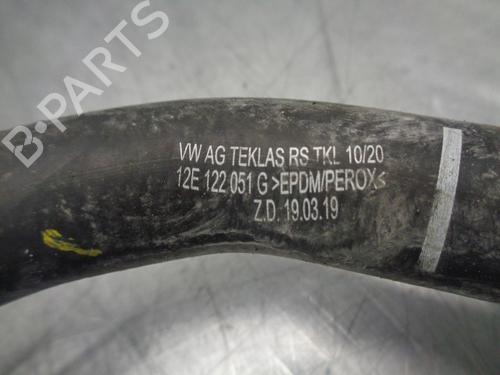 B-PARTS
VW AG TEKLAS RS TKL 10/20
12E 122 051 G >EPDM/PEROX<
Z.D. 19.03.19